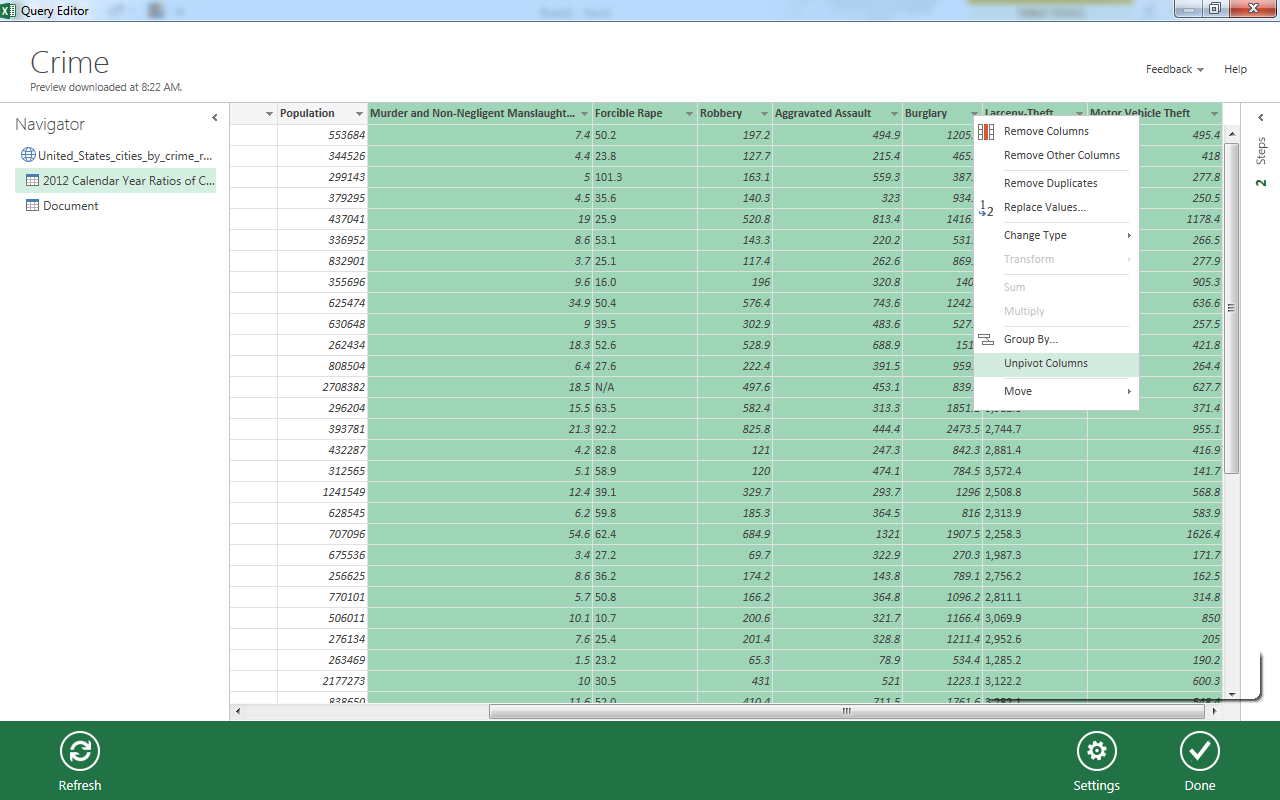 Query Editor
Crime
Preview downloaded at 8:22 AM.
Feedback
Help
Navigator
United_States_cities_by_crime_r...
2012 Calendar Year Ratios of C...
Document
Population Murder and Non-Negligent Manslaught... Forcible Rape Robbery Aggravated Assault Burglary Larceny-Theft Motor Vehicle Theft
553684 7.4 50.2 197.2 494.9 1205. 495.4
344526 4.4 23.8 127.7 215.4 465. 418
299143 5 101.3 163.1 559.3 387. 277.8
379295 4.5 35.6 140.3 323 934. 250.5
437041 19 25.9 520.8 813.4 1416. 1178.4
336952 8.6 53.1 143.3 220.2 531. 266.5
832901 3.7 25.1 117.4 262.6 869. 277.9
355696 9.6 16.0 196 320.8 140 905.3
625474 34.9 50.4 576.4 743.6 1242. 636.6
630648 9 39.5 302.9 483.6 527. 257.5
262434 18.3 52.6 528.9 688.9 151 421.8
808504 6.4 27.6 222.4 391.5 959. 264.4
2708382 18.5 N/A 497.6 453.1 839. 627.7
296204 15.5 63.5 582.4 313.3 1851. 371.4
393781 21.3 92.2 825.8 444.4 2473.5 2,744.7 955.1
432287 4.2 82.8 121 247.3 842.3 2,881.4 416.9
312565 5.1 58.9 120 474.1 784.5 3,572.4 141.7
1241549 12.4 39.1 329.7 293.7 1296 2,508.8 568.8
628545 6.2 59.8 185.3 364.5 816 2,313.9 583.9
707096 54.6 62.4 684.9 1321 1907.5 2,258.3 1626.4
675536 3.4 27.2 69.7 322.9 270.3 1,987.3 171.7
256625 8.6 36.2 174.2 143.8 789.1 2,756.2 162.5
770101 5.7 50.8 166.2 364.8 1096.2 2,811.1 314.8
506011 10.1 10.7 200.6 321.7 1166.4 3,069.9 850
276134 7.6 25.4 201.4 328.8 1211.4 2,952.6 205
263469 1.5 23.2 65.3 78.9 534.4 1,285.2 190.2
2177273 10 30.5 431 521 1223.1 3,122.2 600.3
838650 11.6 52.0 410.4 711.5 1761.6 3,282.1 548.4
Remove Columns
Remove Other Columns
Remove Duplicates
Replace Values...
Change Type
Transform
Sum
Multiply
Group By...
Unpivot Columns
Move
Steps
2
Refresh
Settings
Done